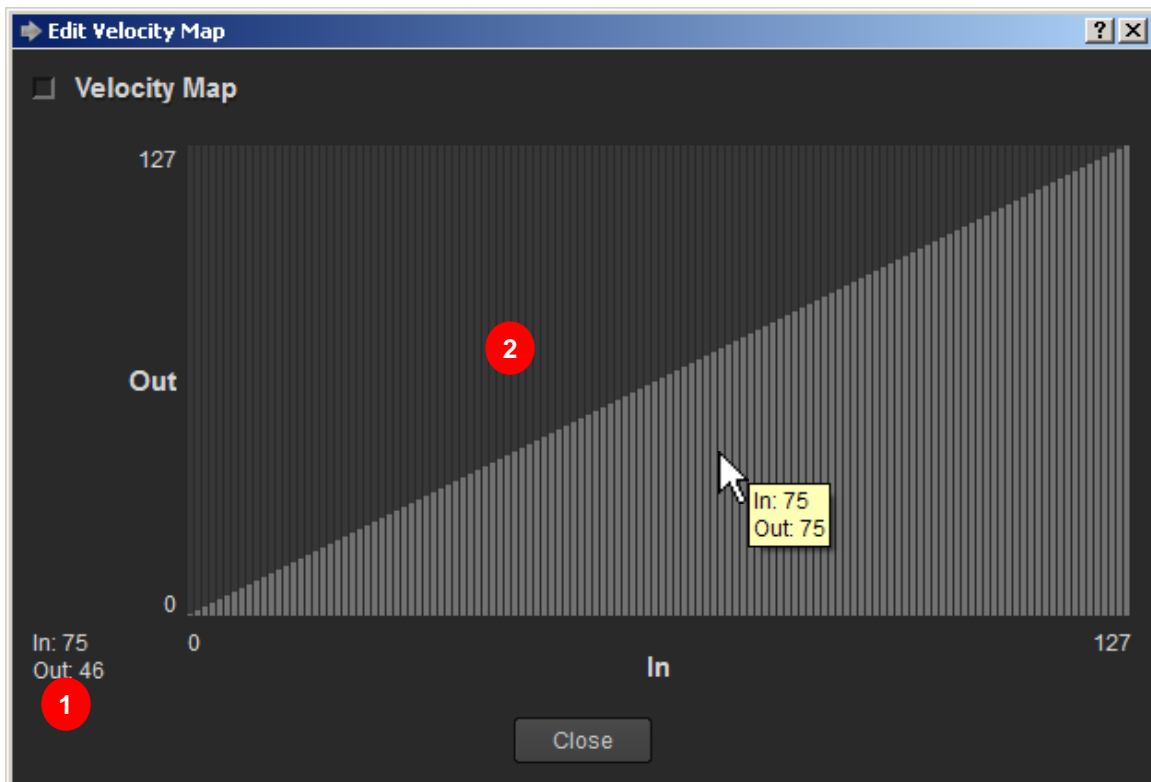 Edit Velocity Map
Velocity Map
127
2
Out
In: 75
Out: 75
0
In: 75
0
127
Out: 46
In
1
Close